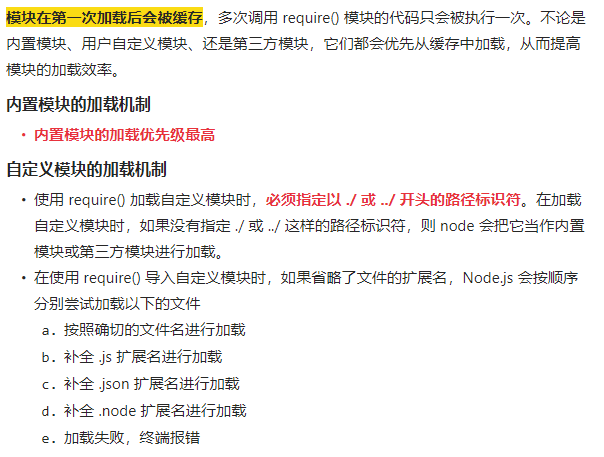 模块在第一次加载后会被缓存，多次调用 require() 模块的代码只会被执行一次。不论是
内置模块、用户自定义模块、还是第三方模块，它们都会优先从缓存中加载，从而提高
模块的加载效率。
内置模块的加载机制
• 内置模块的加载优先级最高
自定义模块的加载机制
• 使用 require() 加载自定义模块时，必须指定以 ./ 或 ../ 开头的路径标识符。在加载
自定义模块时，如果没有指定 ./ 或 ../ 这样的路径标识符，则 node 会把它当作内置
模块或第三方模块进行加载。
• 在使用 require() 导入自定义模块时，如果省略了文件的扩展名，Node.js 会按顺序
分别尝试加载以下的文件
a. 按照确切的文件名进行加载
b. 补全 .js 扩展名进行加载
c. 补全 .json 扩展名进行加载
d. 补全 .node 扩展名进行加载
e. 加载失败，终端报错